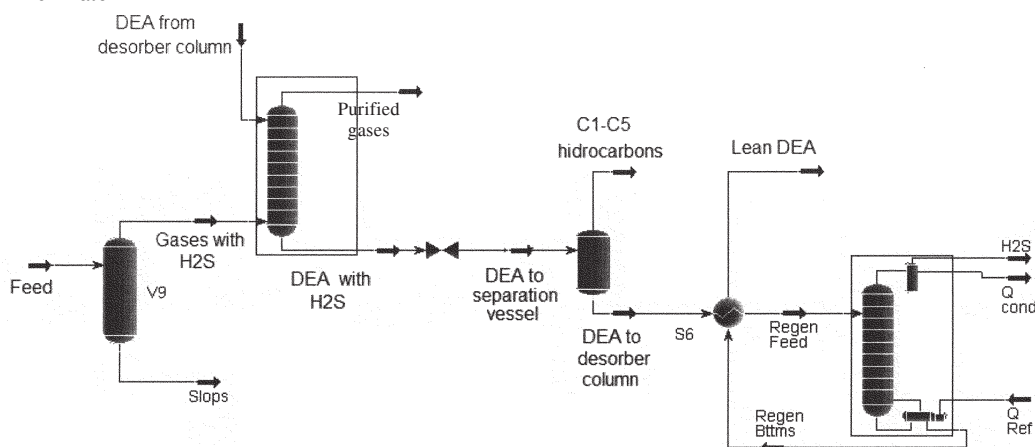 DEA from
desorber column
Purified
gases
C1-C5
hidrocarbons
Lean DEA
Gases with
H2S
Feed
V9
DEA with
H2S
DEA to
separation
vessel
S6
DEA to
desorber
column
Regen
Feed
H2S
Q
cond
Slops
Regen
Bttms
Q